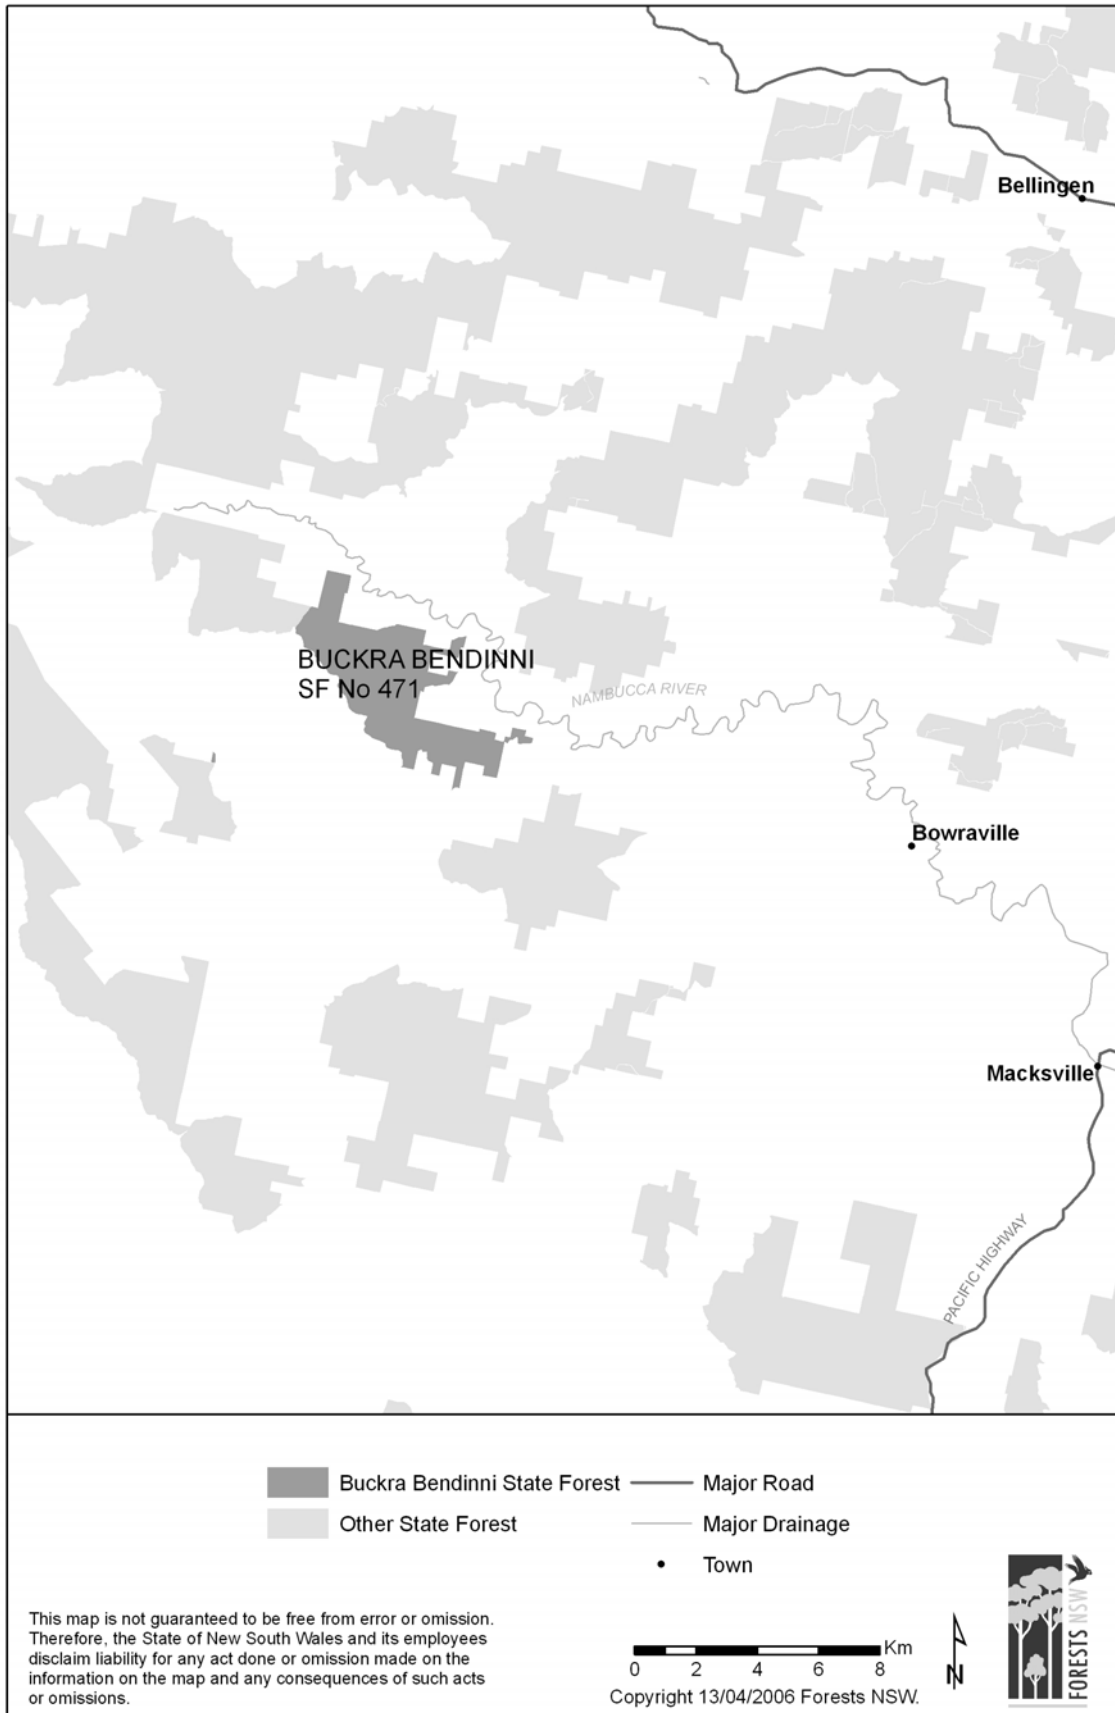 Bellingen
BUCKRA BENDINNI
SF No 471
NAMBUCCA RIVER
Bowraville
Macksville
PACIFIC HIGHWAY
Buckra Bendinni State Forest
Major Road
Other State Forest
Major Drainage
Town
This map is not guaranteed to be free from error or omission.
Therefore, the State of New South Wales and its employees
disclaim liability for any act done or omission made on the
information on the map and any consequences of such acts
or omissions.
Km
0 2 4 6 8
Copyright 13/04/2006 Forests NSW.
N
FORESTS NSW